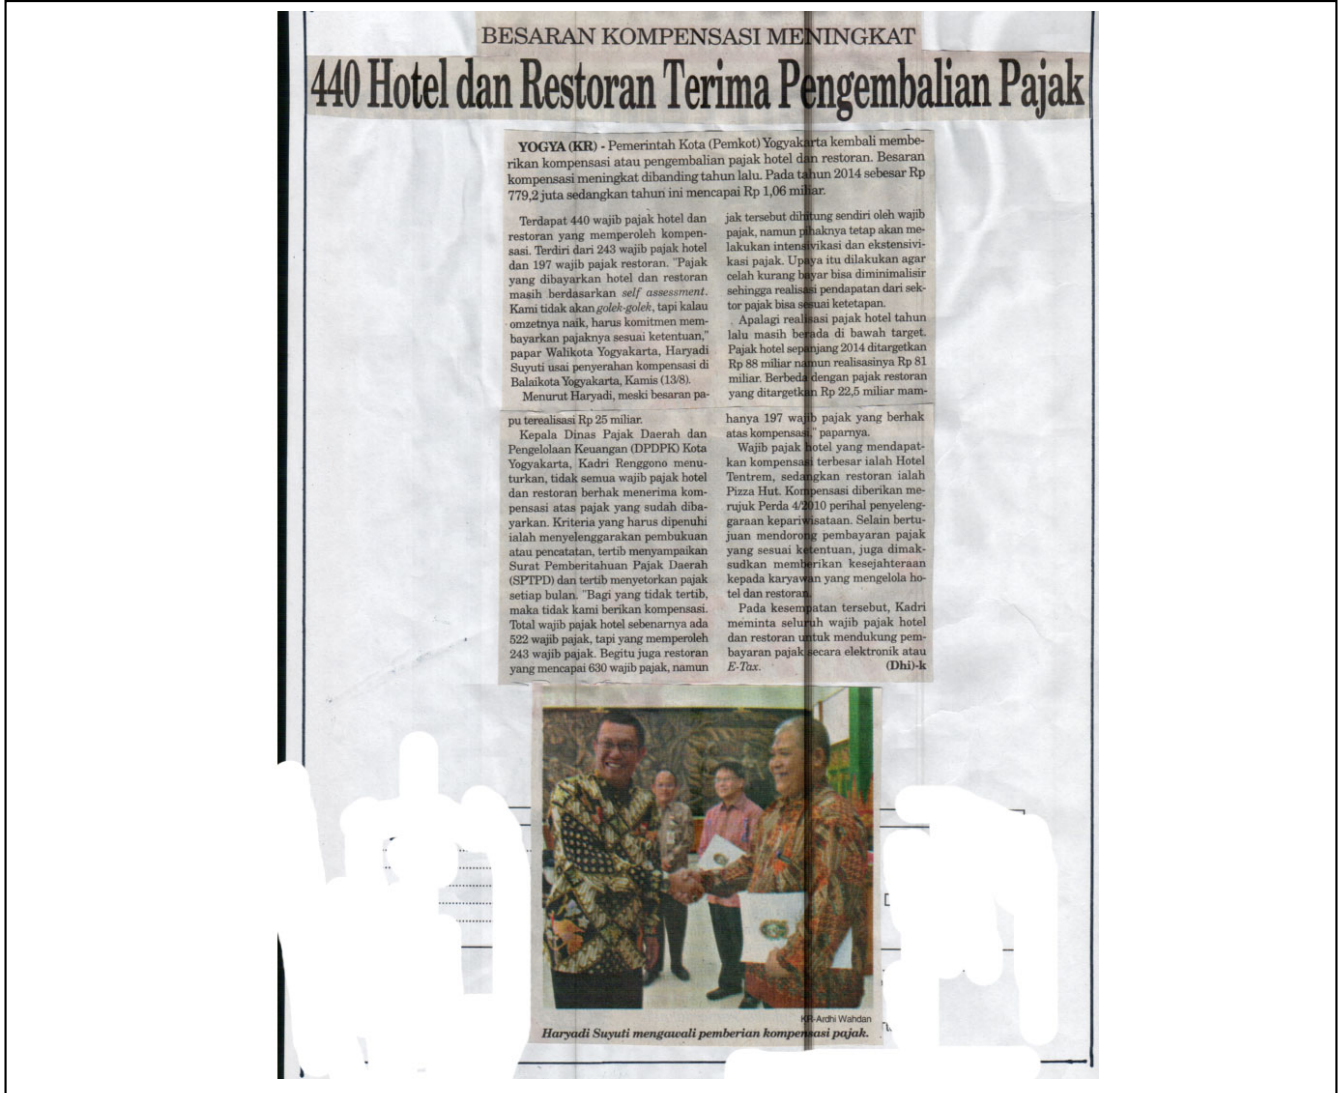 BESARAN KOMPENSASI MENINGKAT
440 Hotel dan Restoran Terima Pengembalian Pajak
YOGYA (KR) - Pemerintah Kota (Pemkot) Yogyakarta kembali membe-
rikan kompensasi atau pengembalian pajak hotel dan restoran. Besaran
kompensasi meningkat dibanding tahun lalu. Pada tahun 2014 sebesar Rp
779,2 juta sedangkan tahun ini mencapai Rp 1,06 miliar.
Terdapat 440 wajib pajak hotel dan
restoran yang memperoleh kompen-
sasi. Terdiri dari 243 wajib pajak hotel
dan 197 wajib pajak restoran. "Pajak
yang dibayarkan hotel dan restoran
masih berdasarkan self assessment.
Kami tidak akan golek-golek, tapi kalau
omzetnya naik, harus komitmen mem-
bayarkan pajaknya sesuai ketentuan,"
papar Walikota Yogyakarta, Haryadi
Suyuti usai penyerahan kompensasi di
Balaikota Yogyakarta, Kamis (13/8).
Menurut Haryadi, meski besaran pa-
jak tersebut dihitung sendiri oleh wajib
pajak, namun pihaknya tetap akan me-
lakukan intensivikasi dan ekstensivi-
kasi pajak. Upaya itu dilakukan agar
celah kurang bayar bisa diminimalisir
sehingga realisasi pendapatan dari sek-
tor pajak bisa sesuai ketetapan.
Apalagi realisasi pajak hotel tahun
lalu masih berada di bawah target.
Pajak hotel sepanjang 2014 ditargetkan
Rp 88 miliar namun realisasinya Rp 81
miliar. Berbeda dengan pajak restoran
yang ditargetkan Rp 22,5 miliar mam-
pu terealisasi Rp 25 miliar.
Kepala Dinas Pajak Daerah dan
Pengelolaan Keuangan (DPDPK) Kota
Yogyakarta, Kadri Renggono menu-
turkan, tidak semua wajib pajak hotel
dan restoran berhak menerima kom-
pensasi atas pajak yang sudah diba-
yarkan. Kriteria yang harus dipenuhi
ialah menyelenggarakan pembukuan
atau pencatatan, tertib menyampaikan
Surat Pemberitahuan Pajak Daerah
(SPTPD) dan tertib menyetorkan pajak
setiap bulan. "Bagi yang tidak tertib,
maka tidak kami berikan kompensasi.
Total wajib pajak hotel sebenarnya ada
522 wajib pajak, tapi yang memperoleh
243 wajib pajak. Begitu juga restoran
yang mencapai 630 wajib pajak, namun
hanya 197 wajib pajak yang berhak
atas kompensasi," paparnya.
Wajib pajak hotel yang mendapat-
kan kompensasi terbesar ialah Hotel
Tentrem, sedangkan restoran ialah
Pizza Hut. Kompensasi diberikan me-
rujuk Perda 4/2010 perihal penyeleng-
garaan kepariwisataan. Selain bertu-
juan mendorong pembayaran pajak
yang sesuai ketentuan, juga dimak-
sudkan memberikan kesejahteraan
kepada karyawan yang mengelola ho-
tel dan restoran.
Pada kesempatan tersebut, Kadri
meminta seluruh wajib pajak hotel
dan restoran untuk mendukung pem-
bayaran pajak secara elektronik atau
E-Tax. (Dhi)-k
KR-Ardhi Wahdan
Haryadi Suyuti mengawali pemberian kompensasi pajak.